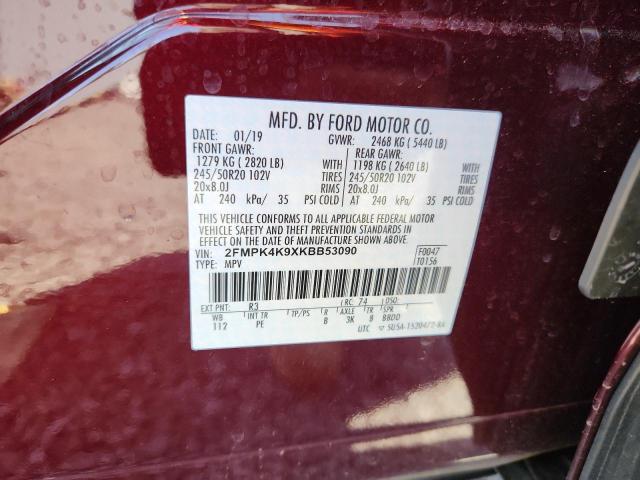 MFD. BY FORD MOTOR CO.
DATE: 01/19 GVWR: 2468 KG ( 5440 LB)
FRONT GAWR: REAR GAWR:
1279 KG ( 2820 LB) WITH 1198 KG ( 2640 LB) WITH
245/50R20 102V TIRES 245/50R20 102V TIRES
20x8.0J RIMS 20x8.0J RIMS
AT 240 kPa/ 35 PSI COLD AT 240 kPa/ 35 PSI COLD
THIS VEHICLE CONFORMS TO ALL APPLICABLE FEDERAL MOTOR
VEHICLE SAFETY AND THEFT PREVENTION STANDARDS IN
EFFECT ON THE DATE OF MANUFACTURE SHOWN ABOVE.
VIN: 2FMPK4K9XKBB53090 F0047
TYPE: MPV T0156
EXT PNT: R3 RC: 74 DSO:
WB INT TR TP/PS R AXLE TR SPR
112 PE B 3K 8 BBDD
UTC